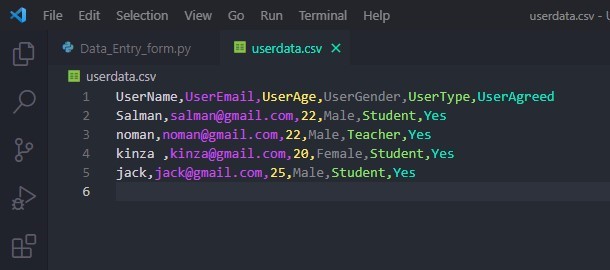 File Edit Selection View Go Run Terminal Help userdata.csv - U
Data_Entry_form.py userdata.csv
userdata.csv
1 UserName,UserEmail,UserAge,UserGender,UserType,UserAgreed
2 Salman,salman@gmail.com,22,Male,Student,Yes
3 noman,noman@gmail.com,22,Male,Teacher,Yes
4 kinza ,kinza@gmail.com,20,Female,Student,Yes
5 jack,jack@gmail.com,25,Male,Student,Yes
6